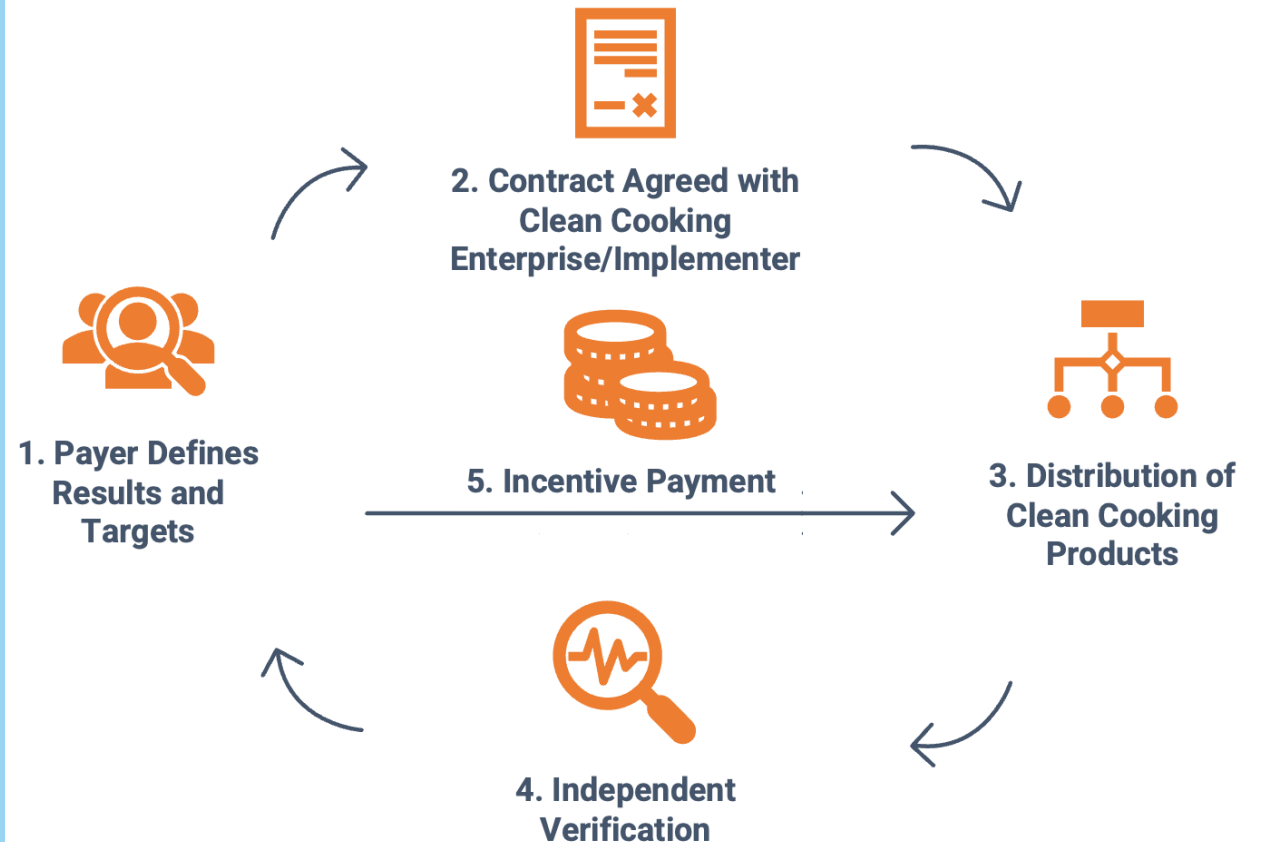 2. Contract Agreed with
Clean Cooking
Enterprise/Implementer
1. Payer Defines
Results and
Targets
5. Incentive Payment
3. Distribution of
Clean Cooking
Products
4. Independent
Verification